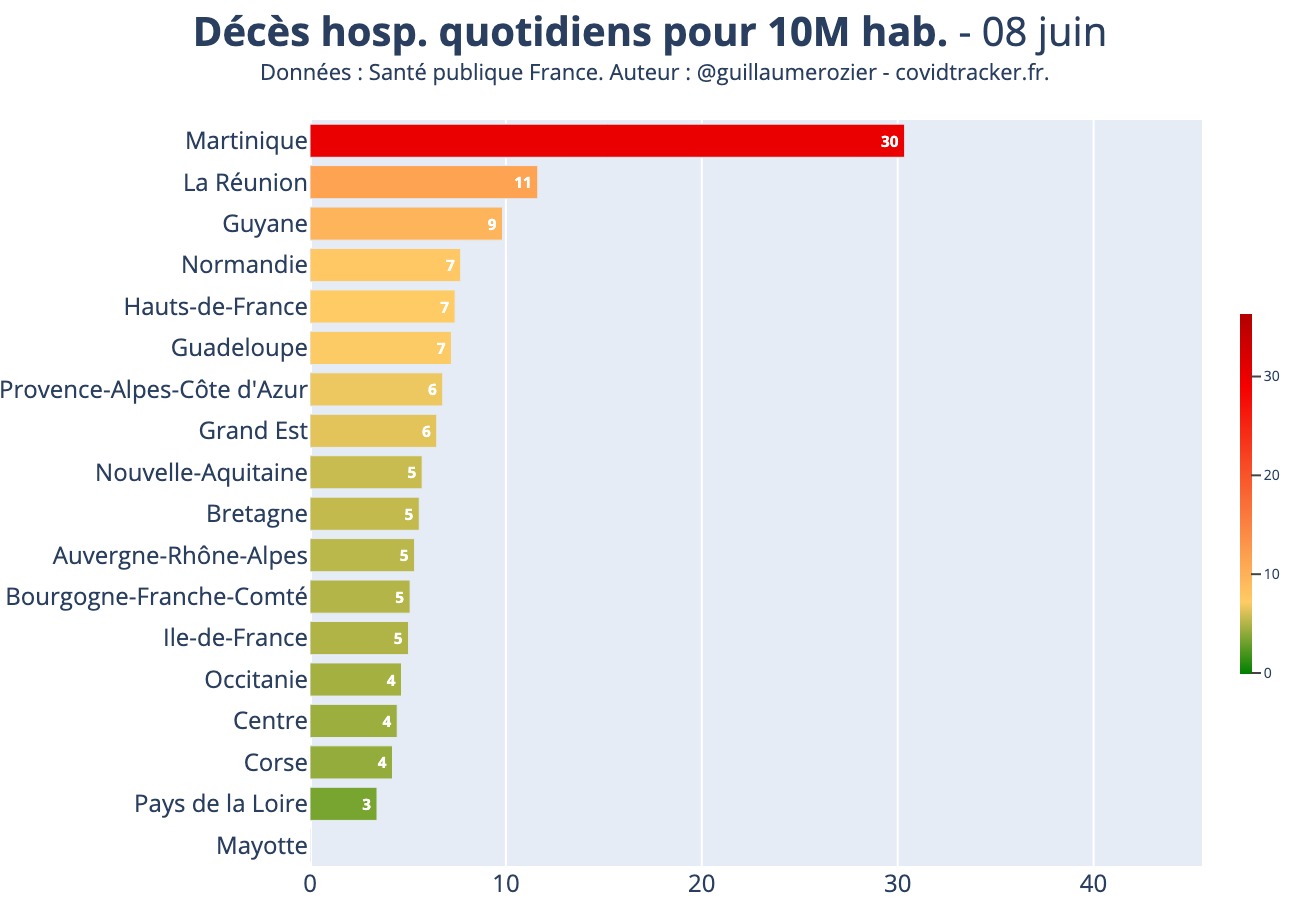 Décès hosp. quotidiens pour 10M hab. - 08 juin
Données : Santé publique France. Auteur : @guillaumerozier - covidtracker.fr.
Martinique 30
La Réunion 11
Guyane 9
Normandie 7
Hauts-de-France 7
Guadeloupe 7
Provence-Alpes-Côte d'Azur 6
Grand Est 6
Nouvelle-Aquitaine 5
Bretagne 5
Auvergne-Rhône-Alpes 5
Bourgogne-Franche-Comté 5
Ile-de-France 5
Occitanie 4
Centre 4
Corse 4
Pays de la Loire 3
Mayotte
0 10 20 30 40
30
20
10
0